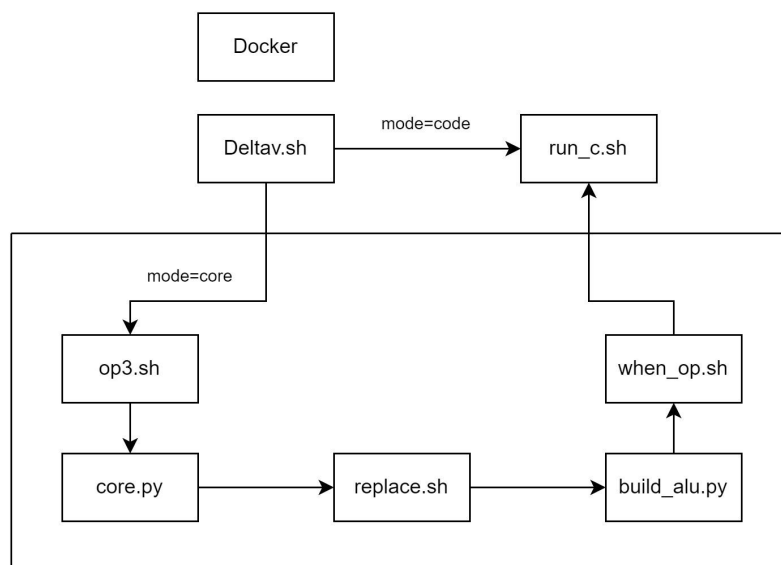 Docker
Deltav.sh
mode=code
run_c.sh
mode=core
op3.sh
when_op.sh
core.py
replace.sh
build_alu.py